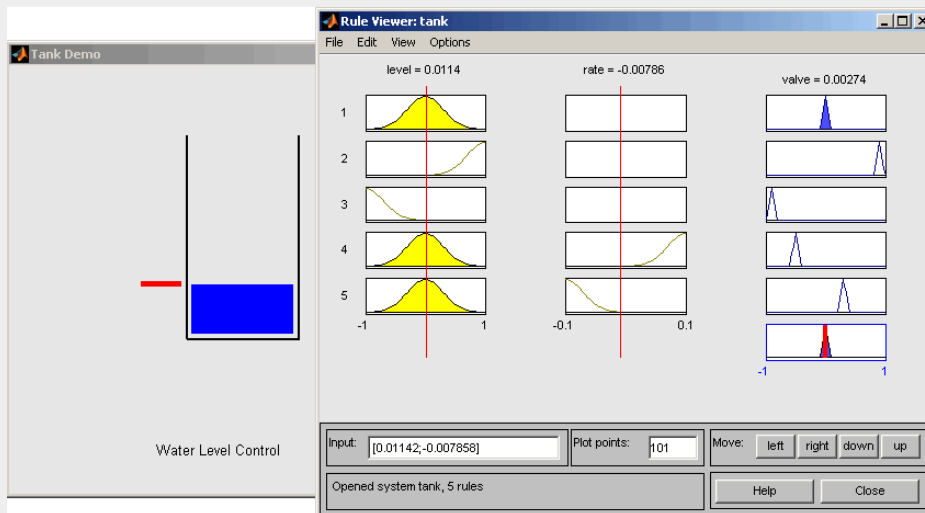 Tank Demo
Water Level Control
Rule Viewer: tank
File Edit View Options
level = 0.0114 rate = -0.00786 valve = 0.00274
1
2
3
4
5
-1 1 -0.1 0.1
-1 1
Input: [0.01142;-0.007858] Plot points: 101 Move: left right down up
Opened system tank, 5 rules Help Close